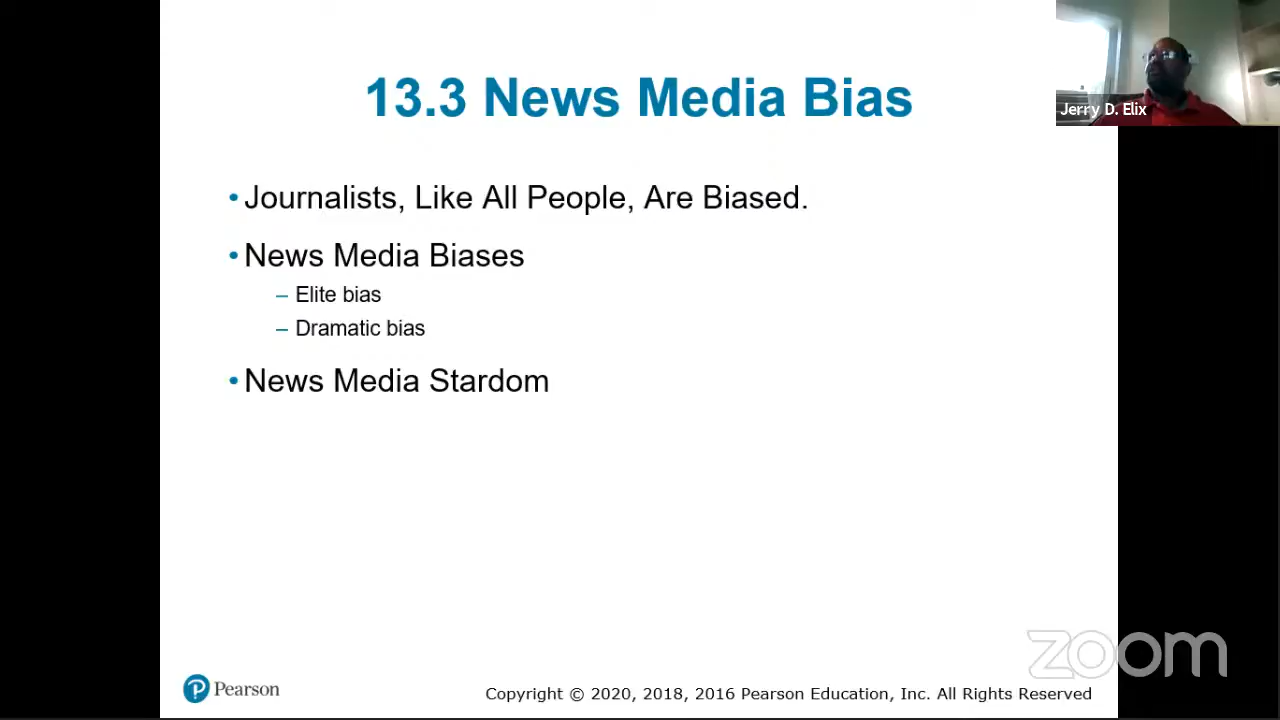 13.3 News Media Bias
Jerry D. Elix
• Journalists, Like All People, Are Biased.
• News Media Biases
– Elite bias
– Dramatic bias
• News Media Stardom
zoom
Pearson
Copyright © 2020, 2018, 2016 Pearson Education, Inc. All Rights Reserved